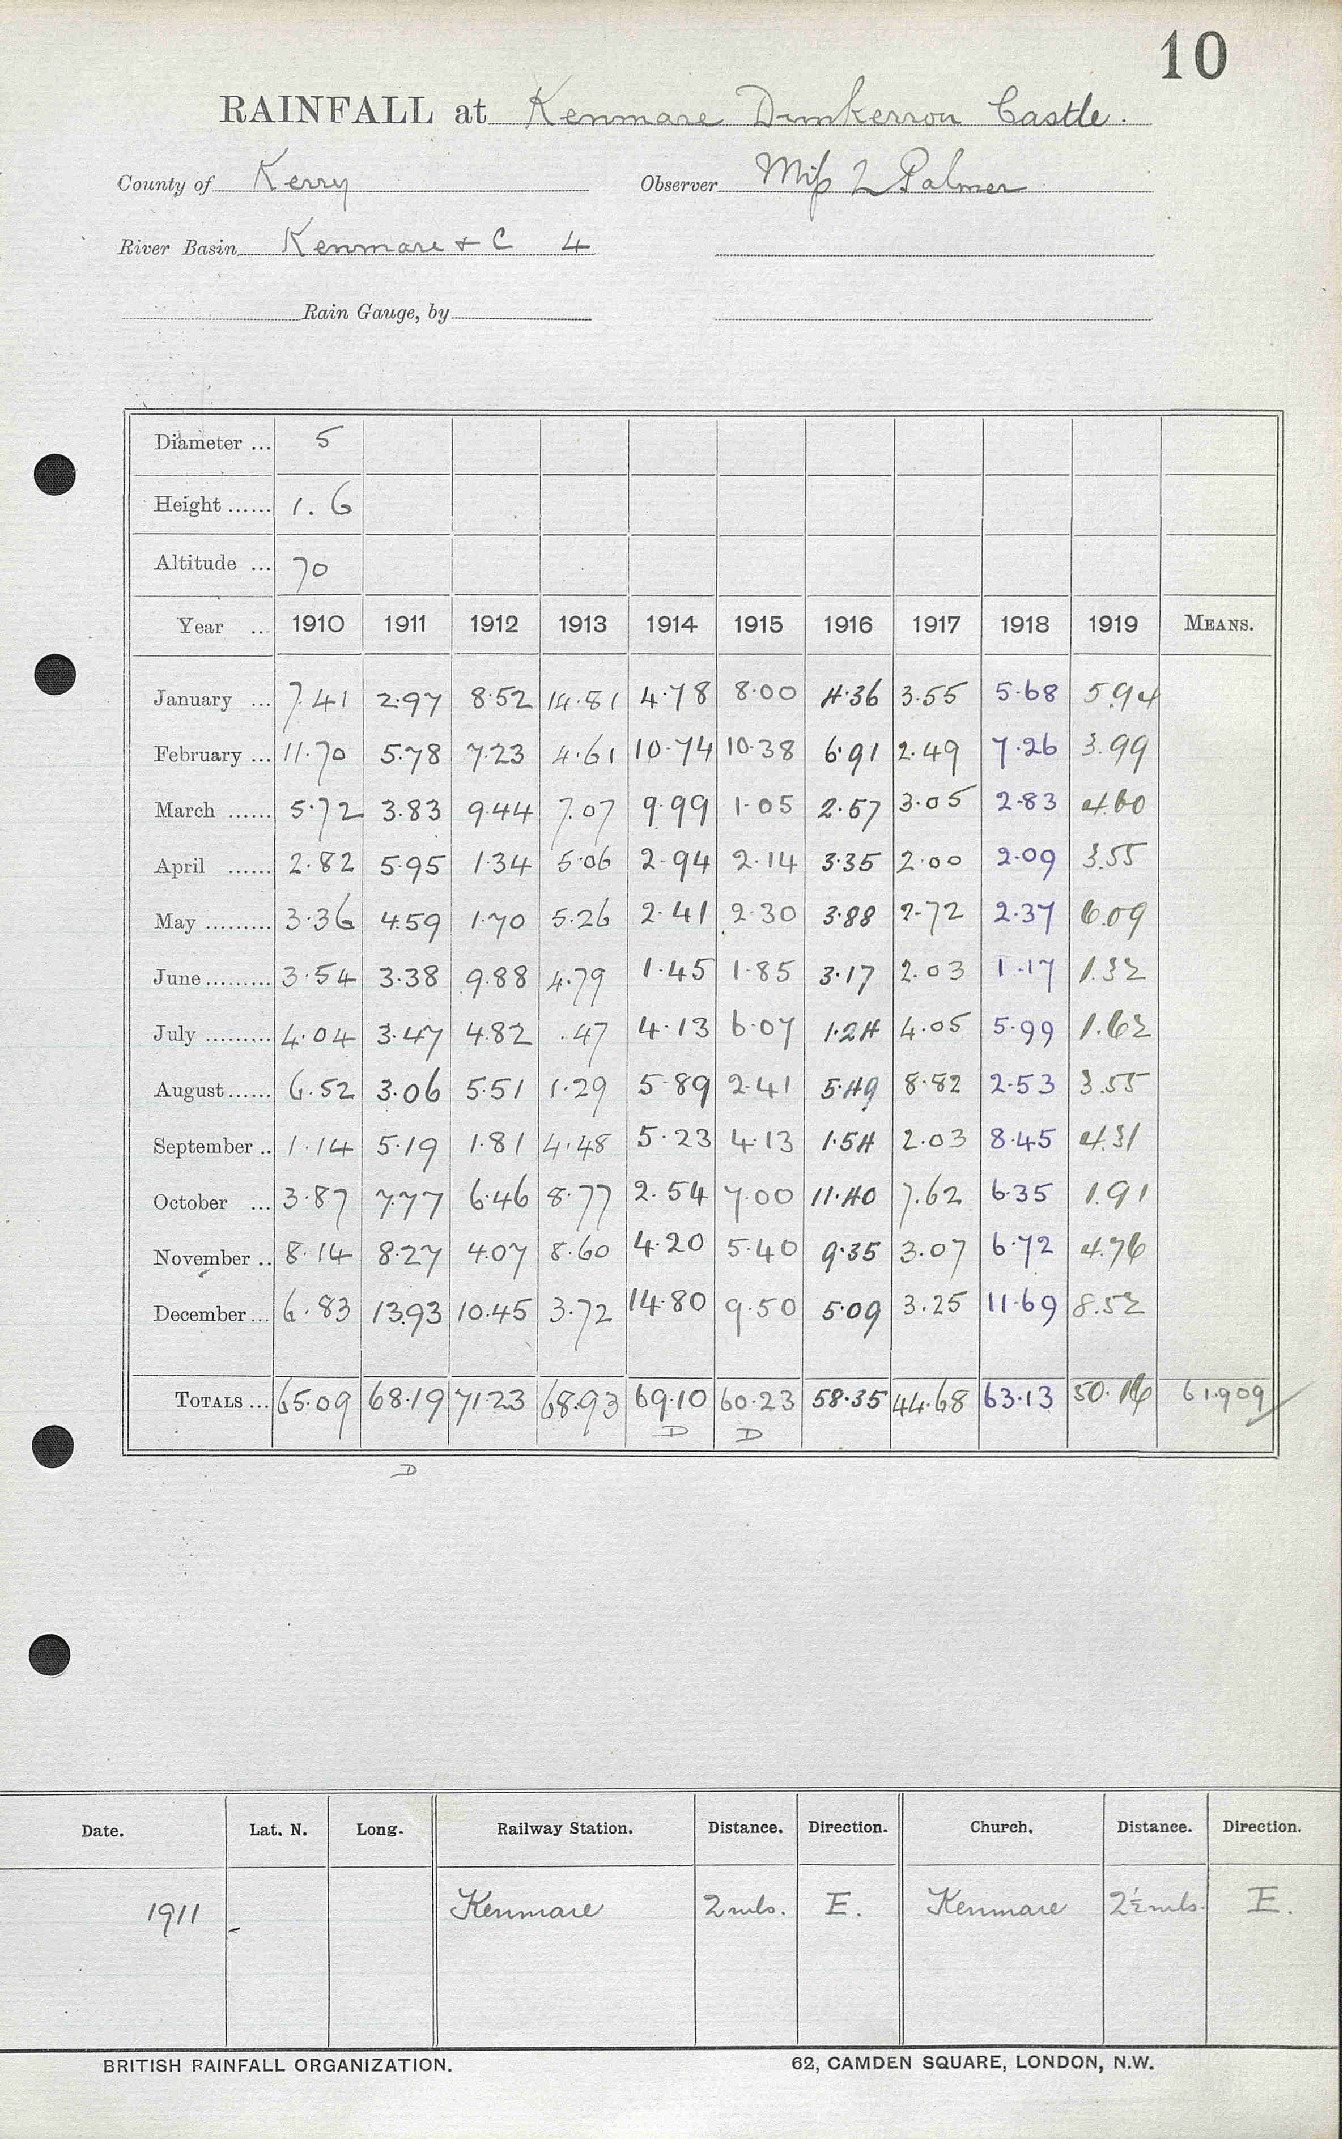 10
RAINFALL at Kenmare Dunkerron Castle.
County of Kerry Observer Miss L Palmer
River Basin Kenmare + C 4
Rain Gauge, by
Diameter ... 5
Height ...... 1.6
Altitude ... 70
Year ... 1910 1911 1912 1913 1914 1915 1916 1917 1918 1919 MEANS.
January ... 7.41 2.97 8.52 14.81 4.78 8.00 4.36 3.55 5.68 5.94
February ... 11.70 5.78 7.23 4.61 10.74 10.38 6.91 2.49 7.26 3.99
March ...... 5.72 3.83 9.44 7.07 9.99 1.05 2.57 3.05 2.83 4.60
April ...... 2.82 5.95 1.34 5.06 2.94 2.14 3.35 2.00 2.09 3.55
May ......... 3.36 4.59 1.70 5.26 2.41 2.30 3.88 2.72 2.37 6.09
June ......... 3.54 3.38 9.88 4.79 1.45 1.85 3.17 2.03 1.17 1.32
July ......... 4.04 3.47 4.82 .47 4.13 6.07 1.24 4.05 5.99 1.62
August ...... 6.52 3.06 5.51 1.29 5.89 2.41 5.49 8.82 2.53 3.55
September .. 1.14 5.19 1.81 4.48 5.23 4.13 1.54 2.03 8.45 4.31
October ... 3.87 7.77 6.46 8.77 2.54 7.00 11.40 7.62 6.35 1.91
November .. 8.14 8.27 4.07 8.60 4.20 5.40 9.35 3.07 6.72 4.76
December ... 6.83 13.93 10.45 3.72 14.80 9.50 5.09 3.25 11.69 8.52
TOTALS ... 65.09 68.19 71.23 68.93 69.10 60.23 58.35 44.68 63.13 50.16 61.909
D D
D
Date. Lat. N. Long. Railway Station. Distance. Direction. Church. Distance. Direction.
1911 Kenmare 2 mls. E. Kenmare 2½ mls. E.
BRITISH RAINFALL ORGANIZATION. 62, CAMDEN SQUARE, LONDON, N.W.